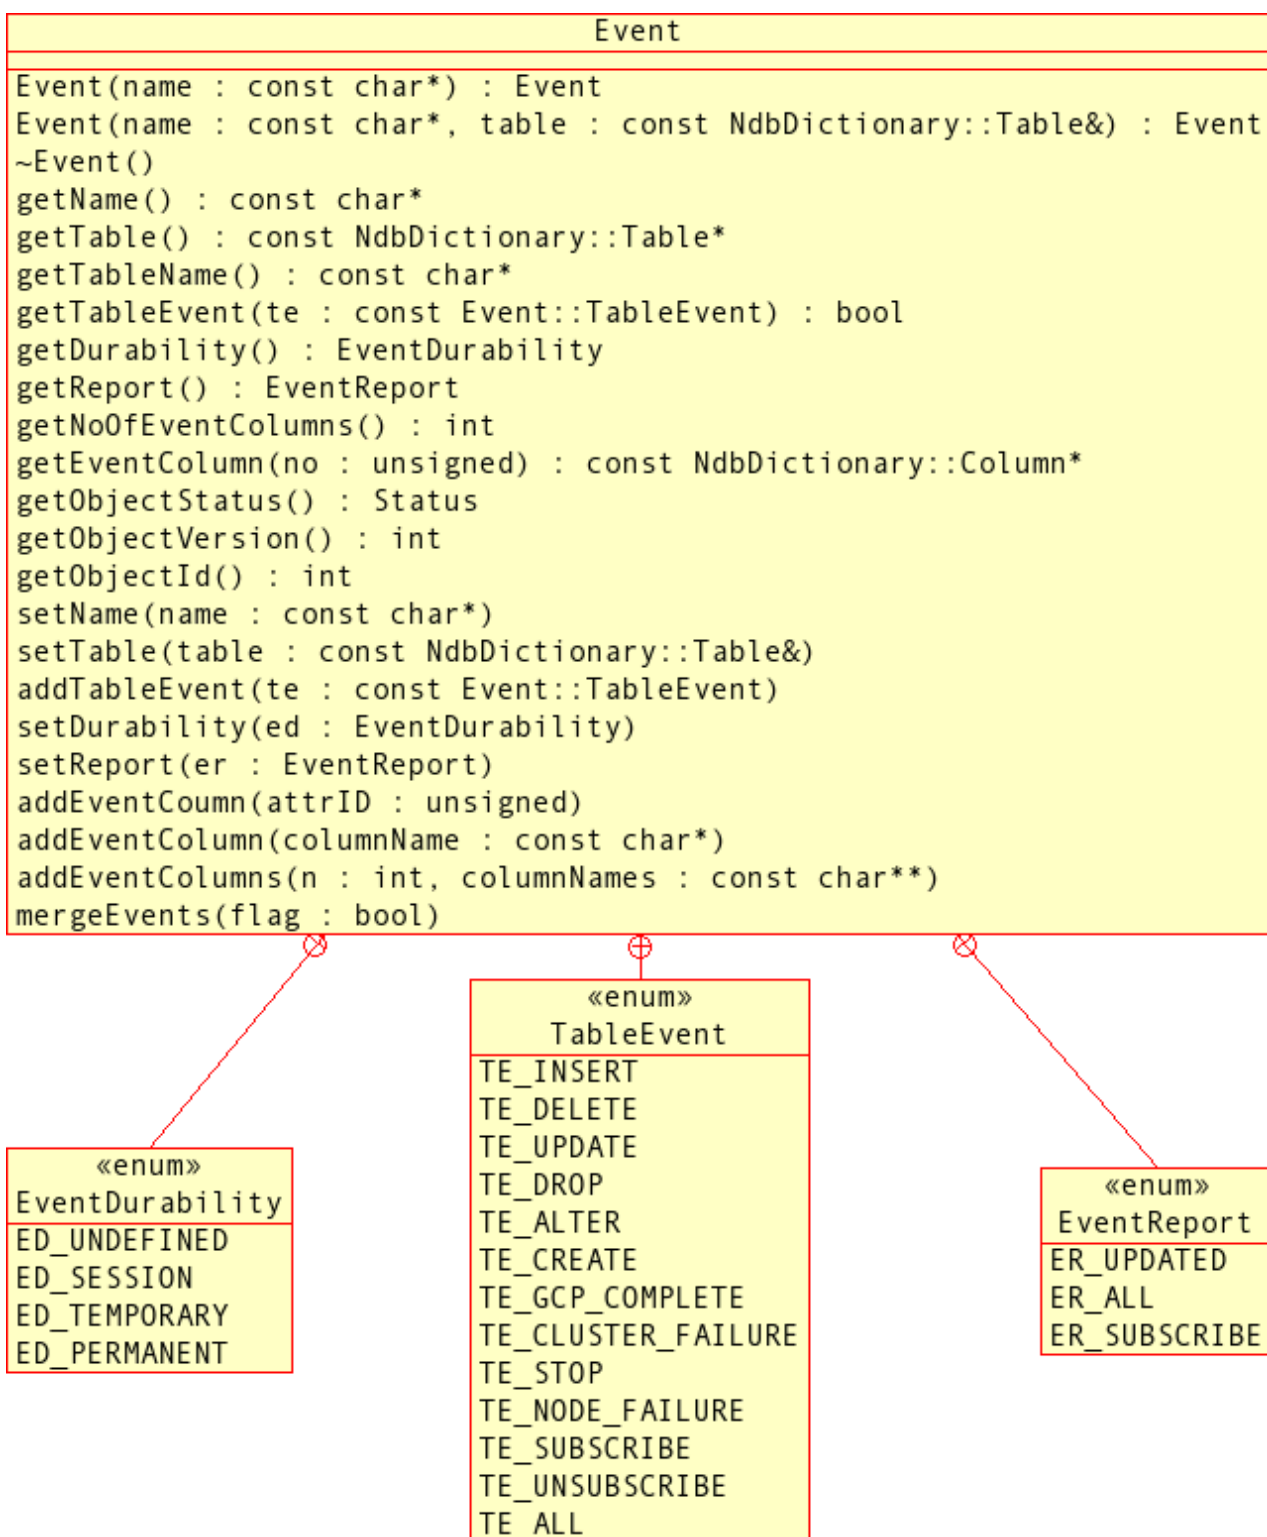 Event
Event(name : const char*) : Event
Event(name : const char*, table : const NdbDictionary::Table&) : Event
~Event()
getName() : const char*
getTable() : const NdbDictionary::Table*
getTableName() : const char*
getTableEvent(te : const Event::TableEvent) : bool
getDurability() : EventDurability
getReport() : EventReport
getNoOfEventColumns() : int
getEventColumn(no : unsigned) : const NdbDictionary::Column*
getObjectStatus() : Status
getObjectVersion() : int
getObjectId() : int
setName(name : const char*)
setTable(table : const NdbDictionary::Table&)
addTableEvent(te : const Event::TableEvent)
setDurability(ed : EventDurability)
setReport(er : EventReport)
addEventCoumn(attrID : unsigned)
addEventColumn(columnName : const char*)
addEventColumns(n : int, columnNames : const char**)
mergeEvents(flag : bool)
«enum»
EventDurability
ED_UNDEFINED
ED_SESSION
ED_TEMPORARY
ED_PERMANENT
«enum»
TableEvent
TE_INSERT
TE_DELETE
TE_UPDATE
TE_DROP
TE_ALTER
TE_CREATE
TE_GCP_COMPLETE
TE_CLUSTER_FAILURE
TE_STOP
TE_NODE_FAILURE
TE_SUBSCRIBE
TE_UNSUBSCRIBE
TE_ALL
«enum»
EventReport
ER_UPDATED
ER_ALL
ER_SUBSCRIBE